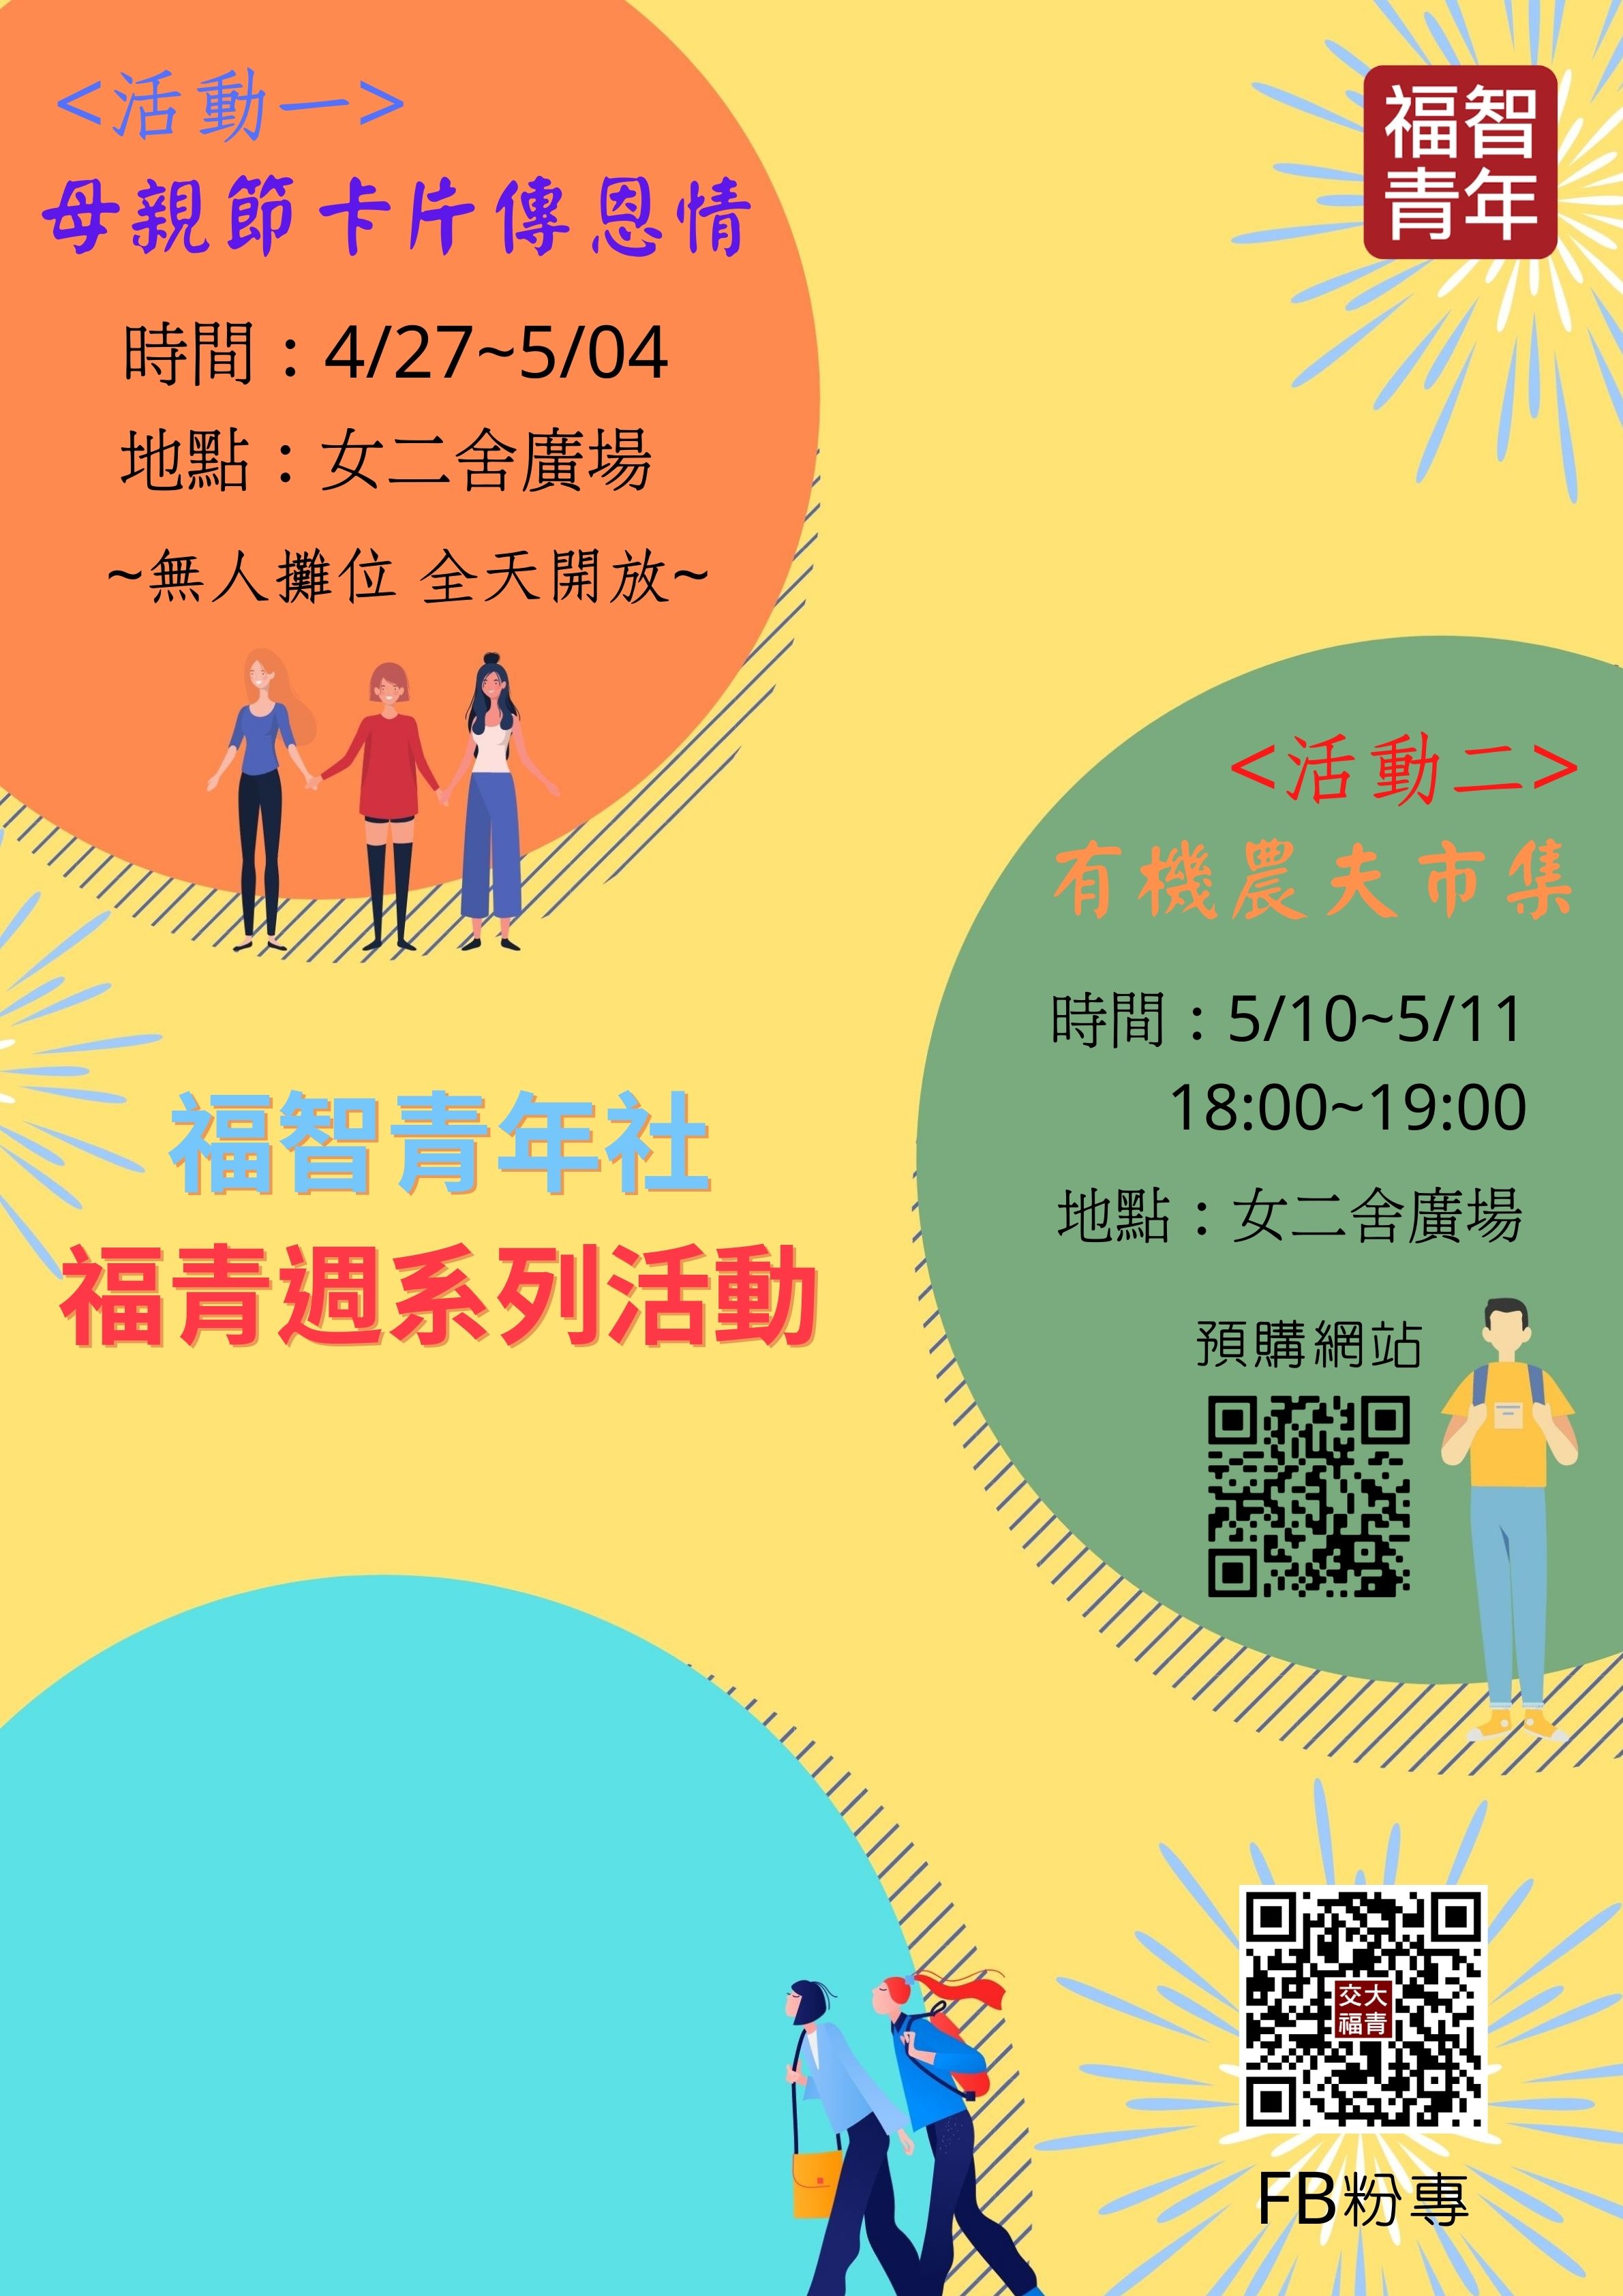 <活動一>
母親節卡片傳恩情
時間：4/27~5/04
地點：女二舍廣場
~無人攤位 全天開放~
福智
青年
<活動二>
有機農夫市集
時間：5/10~5/11
18:00~19:00
地點：女二舍廣場
預購網站
福智青年社
福青週系列活動
交大
福青
FB粉專